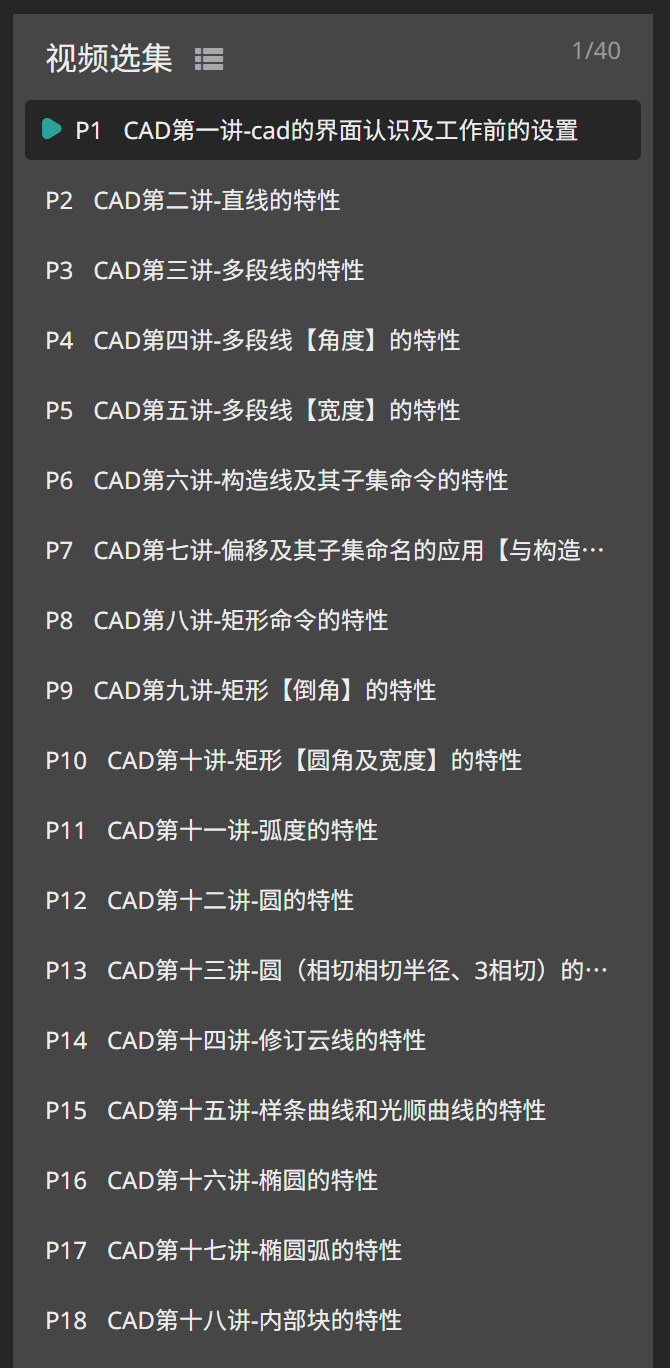 视频选集
1/40
P1 CAD第一讲-cad的界面认识及工作前的设置
P2 CAD第二讲-直线的特性
P3 CAD第三讲-多段线的特性
P4 CAD第四讲-多段线【角度】的特性
P5 CAD第五讲-多段线【宽度】的特性
P6 CAD第六讲-构造线及其子集命令的特性
P7 CAD第七讲-偏移及其子集命名的应用【与构造…
P8 CAD第八讲-矩形命令的特性
P9 CAD第九讲-矩形【倒角】的特性
P10 CAD第十讲-矩形【圆角及宽度】的特性
P11 CAD第十一讲-弧度的特性
P12 CAD第十二讲-圆的特性
P13 CAD第十三讲-圆（相切相切半径、3相切）的…
P14 CAD第十四讲-修订云线的特性
P15 CAD第十五讲-样条曲线和光顺曲线的特性
P16 CAD第十六讲-椭圆的特性
P17 CAD第十七讲-椭圆弧的特性
P18 CAD第十八讲-内部块的特性